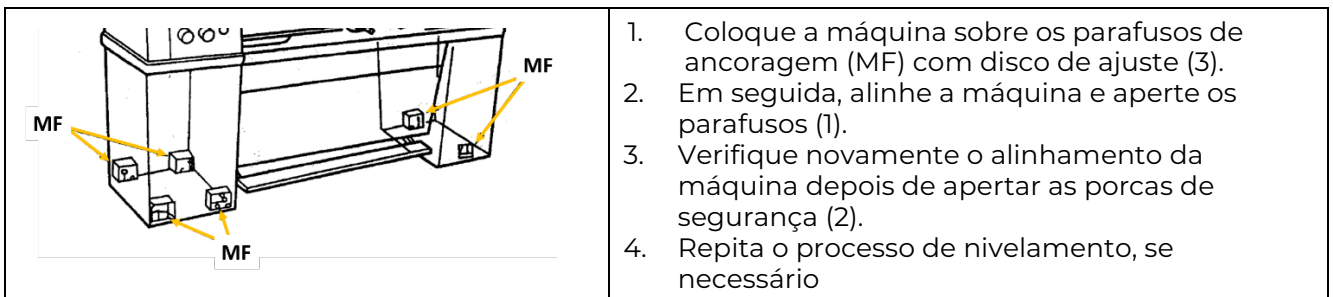 MF
MF
MF
1. Coloque a máquina sobre os parafusos de
ancoragem (MF) com disco de ajuste (3).
2. Em seguida, alinhe a máquina e aperte os
parafusos (1).
3. Verifique novamente o alinhamento da
máquina depois de apertar as porcas de
segurança (2).
4. Repita o processo de nivelamento, se
necessário